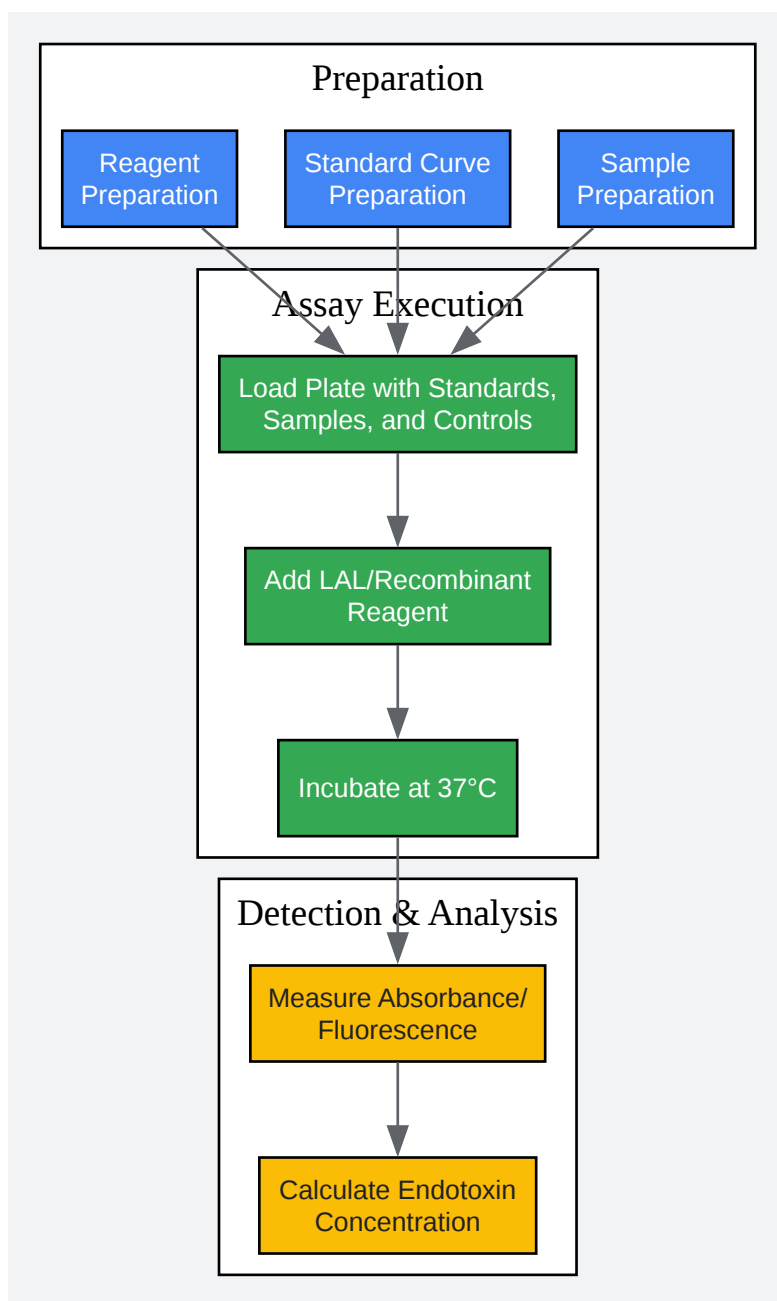 Preparation
Reagent
Preparation
Standard Curve
Preparation
Sample
Preparation
Assay Execution
Load Plate with Standards,
Samples, and Controls
Add LAL/Recombinant
Reagent
Incubate at 37°C
Detection & Analysis
Measure Absorbance/
Fluorescence
Calculate Endotoxin
Concentration